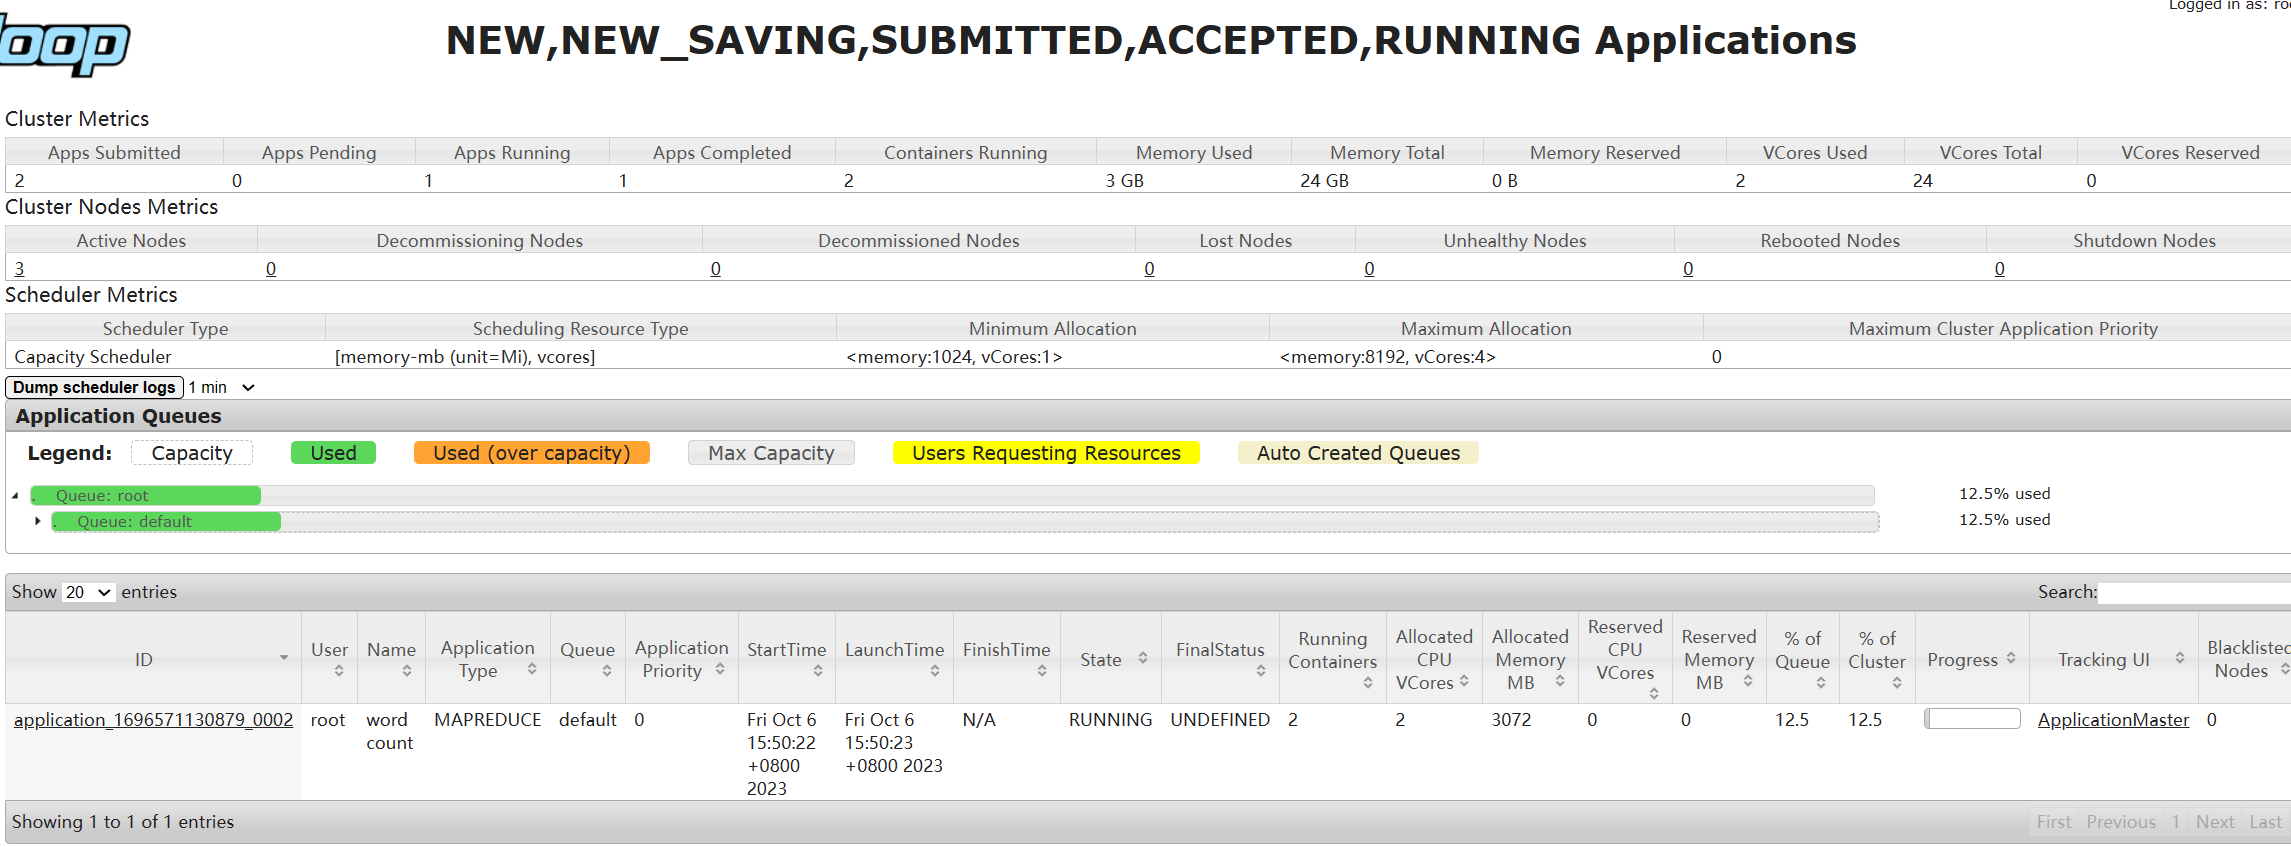 oop
Logged in as: ro
NEW,NEW_SAVING,SUBMITTED,ACCEPTED,RUNNING Applications
Cluster Metrics
Apps Submitted Apps Pending Apps Running Apps Completed Containers Running Memory Used Memory Total Memory Reserved VCores Used VCores Total VCores Reserved
2 0 1 1 2 3 GB 24 GB 0 B 2 24 0
Cluster Nodes Metrics
Active Nodes Decommissioning Nodes Decommissioned Nodes Lost Nodes Unhealthy Nodes Rebooted Nodes Shutdown Nodes
3 0 0 0 0 0 0
Scheduler Metrics
Scheduler Type Scheduling Resource Type Minimum Allocation Maximum Allocation Maximum Cluster Application Priority
Capacity Scheduler [memory-mb (unit=Mi), vcores] <memory:1024, vCores:1> <memory:8192, vCores:4> 0
Dump scheduler logs 1 min
Application Queues
Legend: Capacity Used Used (over capacity) Max Capacity Users Requesting Resources Auto Created Queues
. Queue: root 12.5% used
. Queue: default 12.5% used
Show 20 entries Search:
ID User Name Application Type Queue Application Priority StartTime LaunchTime FinishTime State FinalStatus Running Containers Allocated CPU VCores Allocated Memory MB Reserved CPU VCores Reserved Memory MB % of Queue % of Cluster Progress Tracking UI Blacklisted Nodes
application_1696571130879_0002 root word count MAPREDUCE default 0 Fri Oct 6 15:50:22 +0800 2023 Fri Oct 6 15:50:23 +0800 2023 N/A RUNNING UNDEFINED 2 2 3072 0 0 12.5 12.5 ApplicationMaster 0
Showing 1 to 1 of 1 entries First Previous 1 Next Last